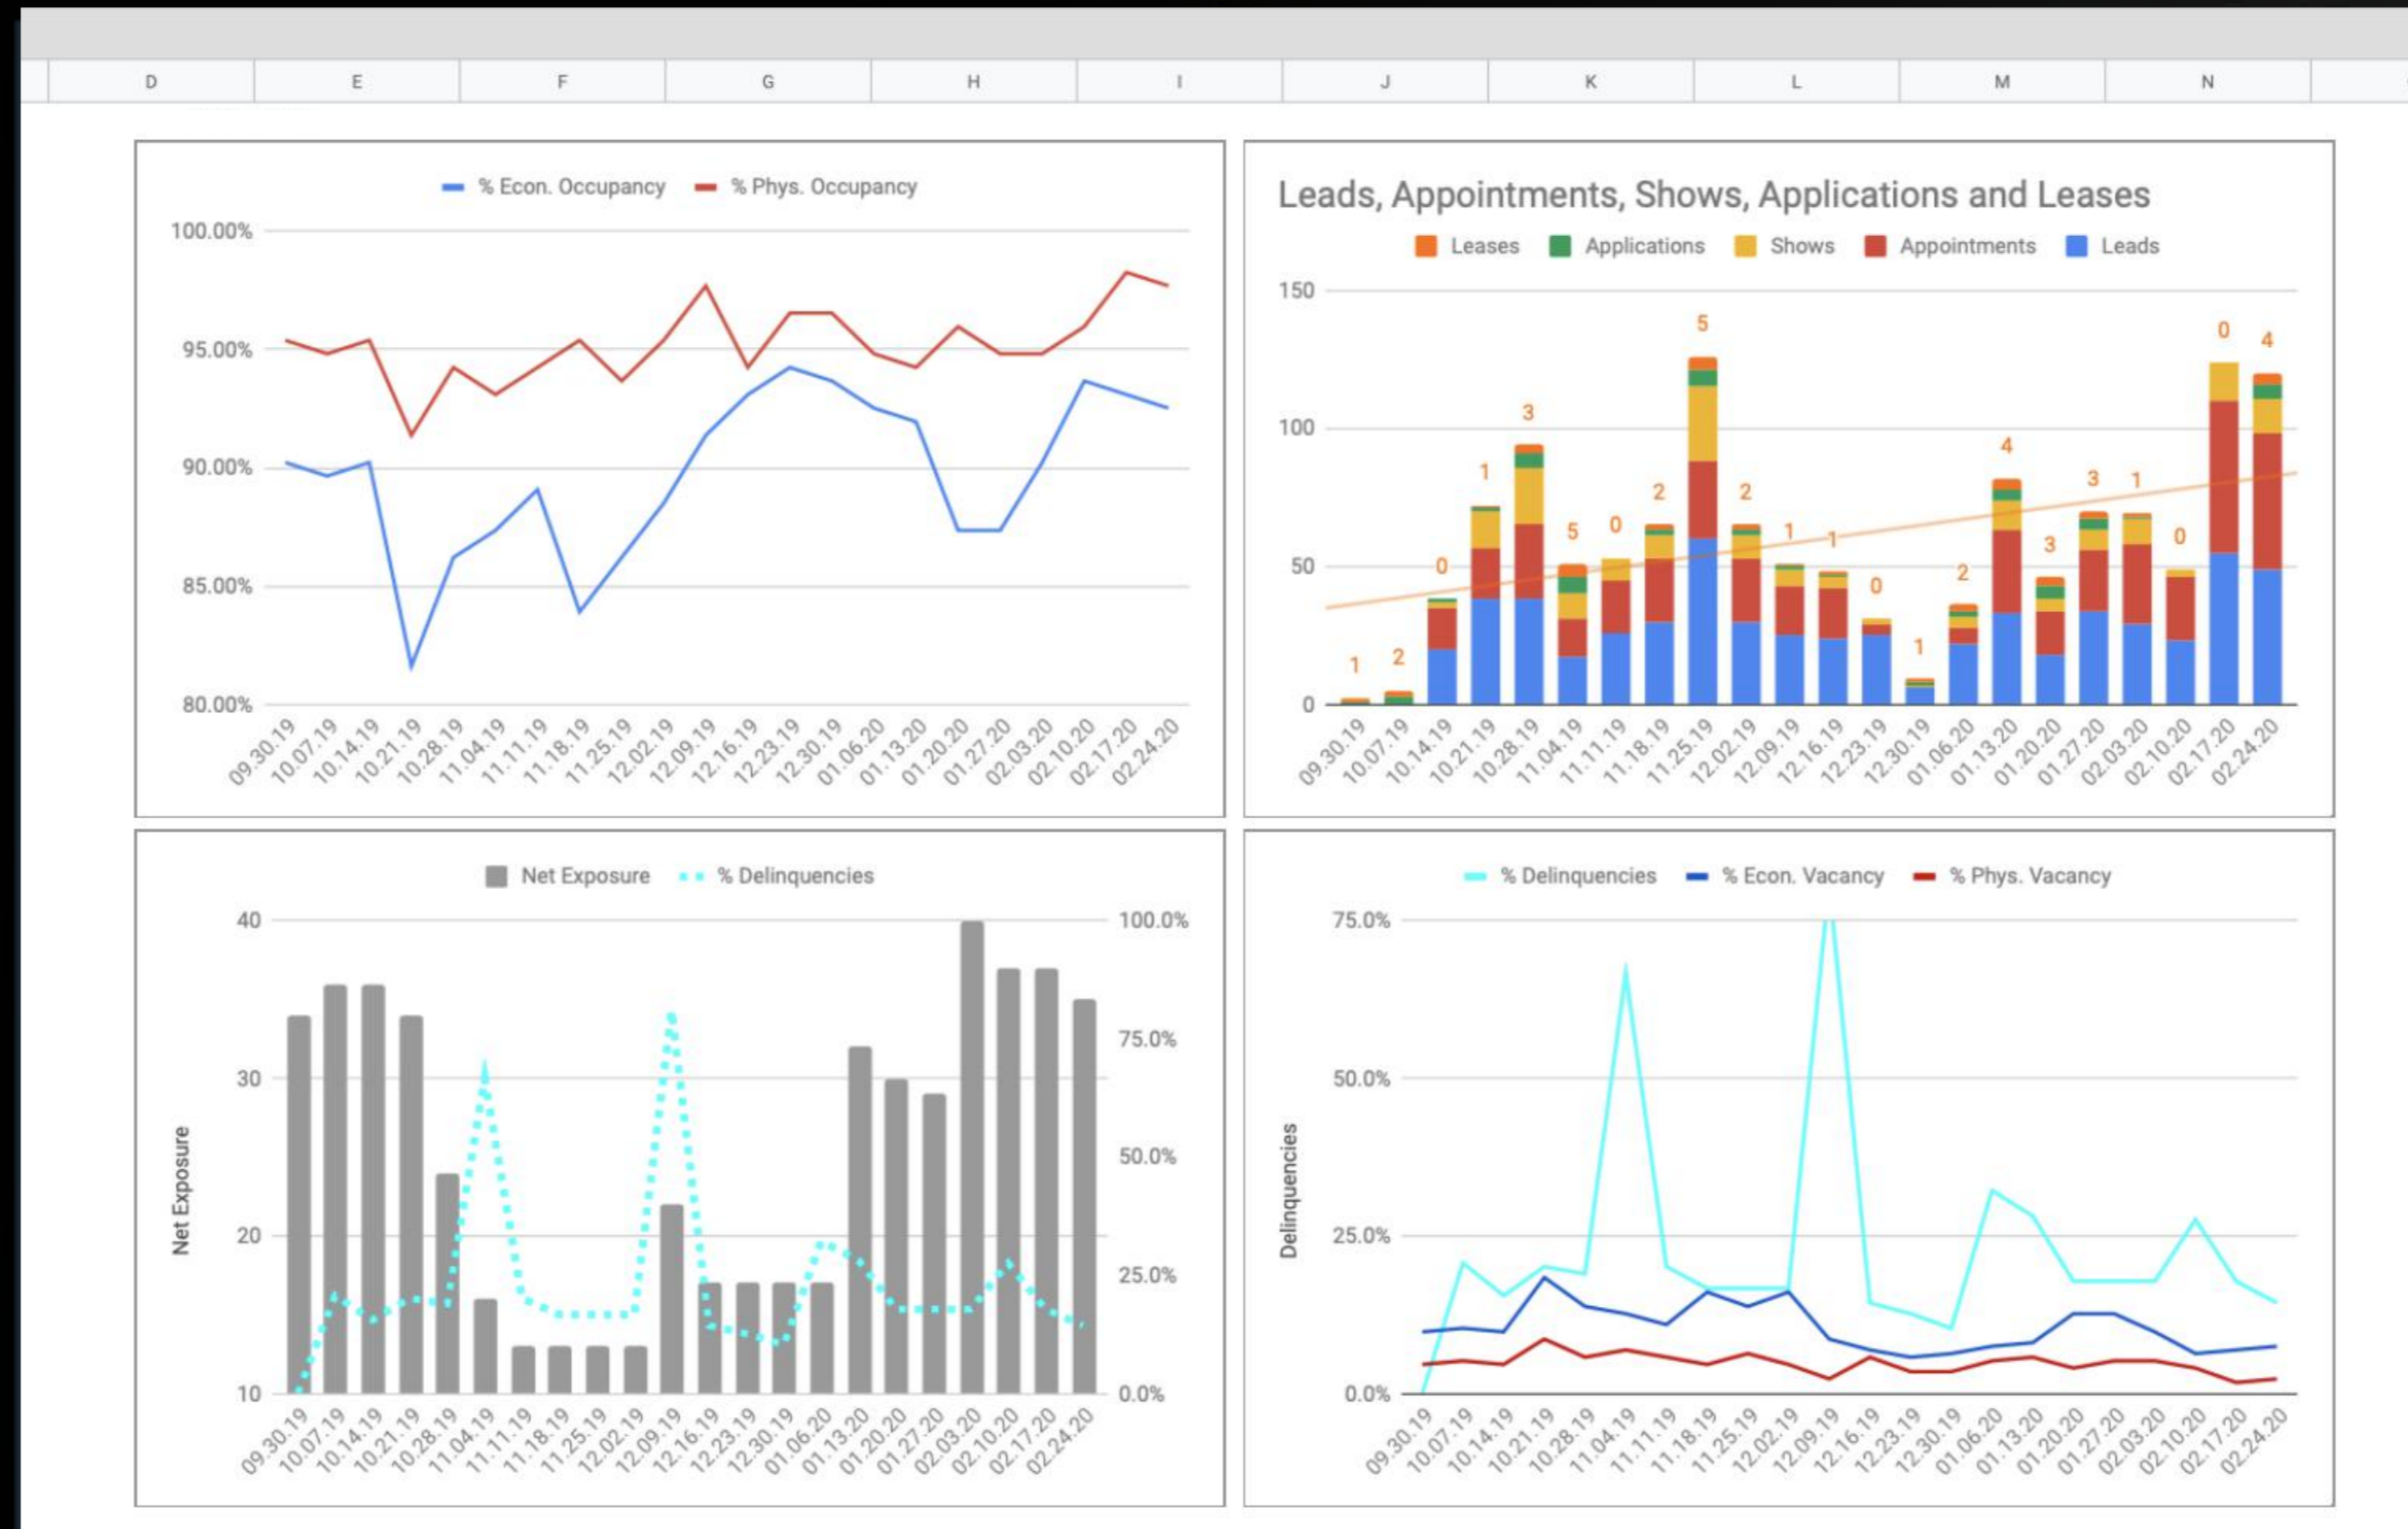 D E F G H I J K L M N
% Econ. Occupancy % Phys. Occupancy
100.00%
95.00%
90.00%
85.00%
80.00%
09.30.19 10.07.19 10.14.19 10.21.19 10.28.19 11.04.19 11.11.19 11.18.19 11.25.19 12.02.19 12.09.19 12.16.19 12.23.19 12.30.19 01.06.20 01.13.20 01.20.20 01.27.20 02.03.20 02.10.20 02.17.20 02.24.20
Leads, Appointments, Shows, Applications and Leases
Leases Applications Shows Appointments Leads
150
100
50
0
1 2 0 1 3 5 0 2 5 2 1 1 0 1 2 4 3 3 1 0 0 4
09.30.19 10.07.19 10.14.19 10.21.19 10.28.19 11.04.19 11.11.19 11.18.19 11.25.19 12.02.19 12.09.19 12.16.19 12.23.19 12.30.19 01.06.20 01.13.20 01.20.20 01.27.20 02.03.20 02.10.20 02.17.20 02.24.20
Net Exposure % Delinquencies
Net Exposure
40
30
20
10
100.0%
75.0%
50.0%
25.0%
0.0%
09.30.19 10.07.19 10.14.19 10.21.19 10.28.19 11.04.19 11.11.19 11.18.19 11.25.19 12.02.19 12.09.19 12.16.19 12.23.19 12.30.19 01.06.20 01.13.20 01.20.20 01.27.20 02.03.20 02.10.20 02.17.20 02.24.20
% Delinquencies % Econ. Vacancy % Phys. Vacancy
Delinquencies
75.0%
50.0%
25.0%
0.0%
09.30.19 10.07.19 10.14.19 10.21.19 10.28.19 11.04.19 11.11.19 11.18.19 11.25.19 12.02.19 12.09.19 12.16.19 12.23.19 12.30.19 01.06.20 01.13.20 01.20.20 01.27.20 02.03.20 02.10.20 02.17.20 02.24.20